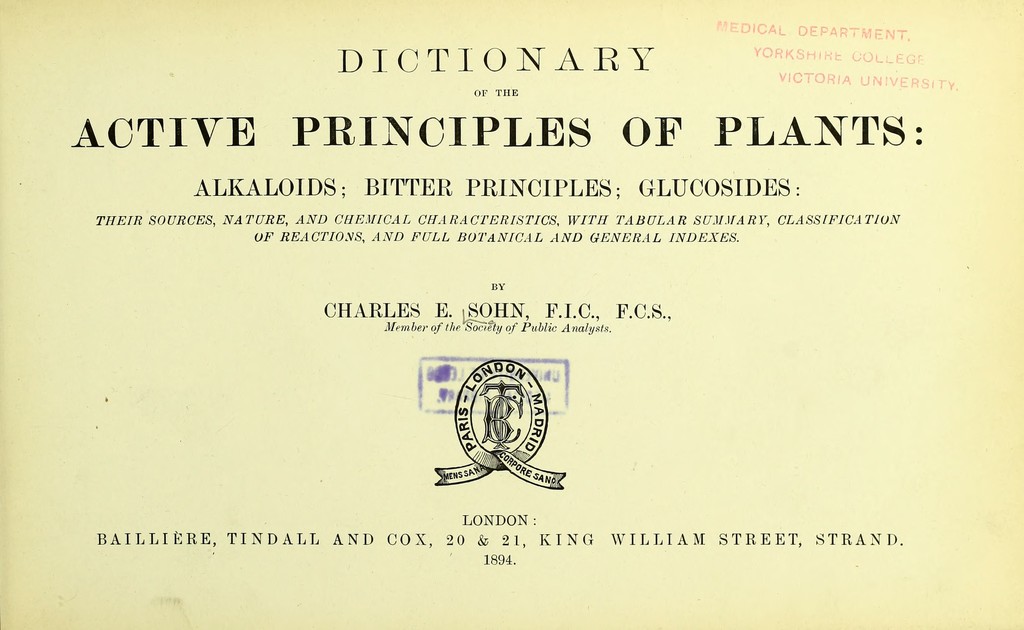 MEDICAL DEPARTMENT,
YORKSHIRE COLLEGE
VICTORIA UNIVERSITY.
DICTIONARY
OF THE
ACTIVE PRINCIPLES OF PLANTS:
ALKALOIDS; BITTER PRINCIPLES; GLUCOSIDES:
THEIR SOURCES, NATURE, AND CHEMICAL CHARACTERISTICS, WITH TABULAR SUMMARY, CLASSIFICATION
OF REACTIONS, AND FULL BOTANICAL AND GENERAL INDEXES.
BY
CHARLES E. SOHN, F.I.C., F.C.S.,
Member of the Society of Public Analysts.
PARIS - LONDON - MADRID
MENS SANA CORPORE SANO
LONDON:
BAILLIÈRE, TINDALL AND COX, 20 & 21, KING WILLIAM STREET, STRAND.
1894.